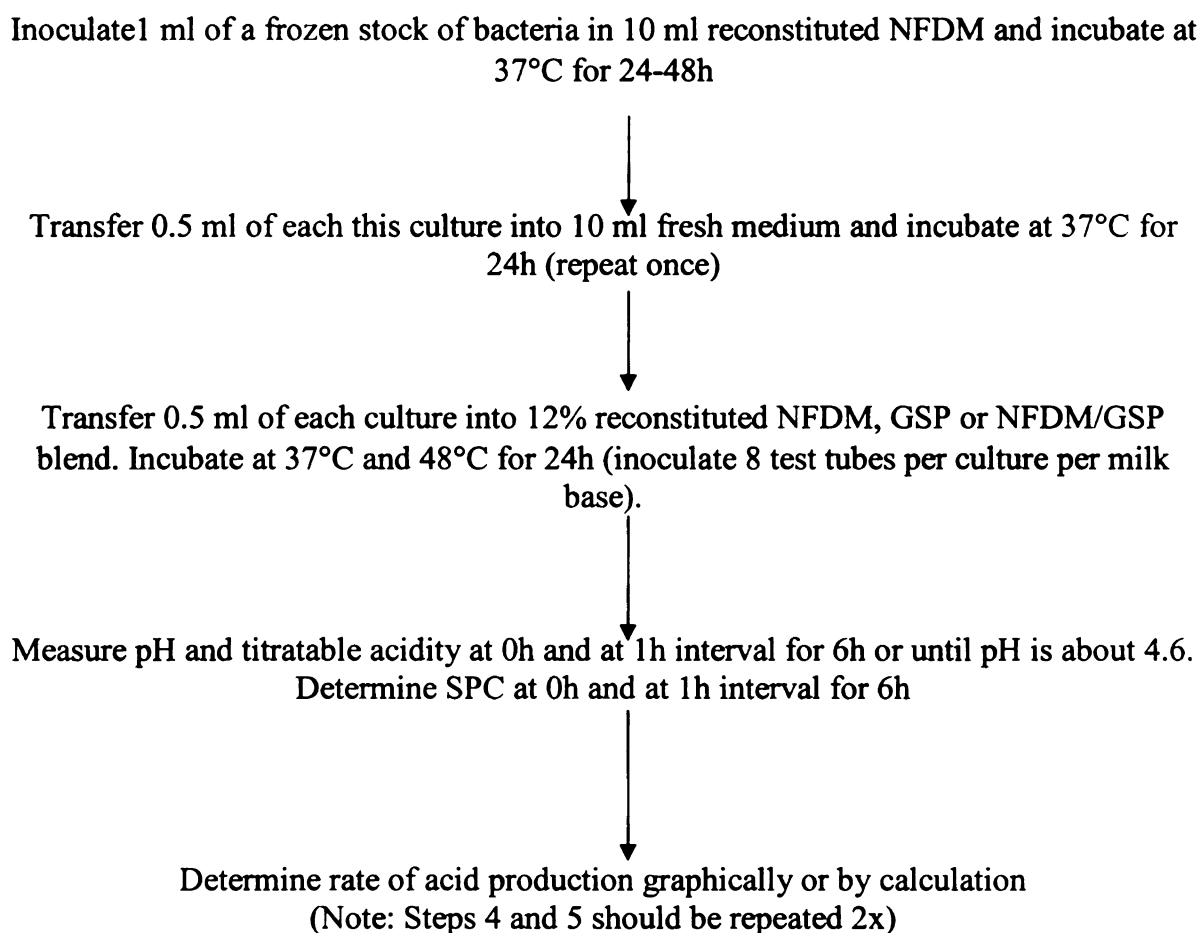 Inoculate1 ml of a frozen stock of bacteria in 10 ml reconstituted NFDM and incubate at
37°C for 24-48h
Transfer 0.5 ml of each this culture into 10 ml fresh medium and incubate at 37°C for
24h (repeat once)
Transfer 0.5 ml of each culture into 12% reconstituted NFDM, GSP or NFDM/GSP
blend. Incubate at 37°C and 48°C for 24h (inoculate 8 test tubes per culture per milk
base).
Measure pH and titratable acidity at 0h and at 1h interval for 6h or until pH is about 4.6.
Determine SPC at 0h and at 1h interval for 6h
Determine rate of acid production graphically or by calculation
(Note: Steps 4 and 5 should be repeated 2x)